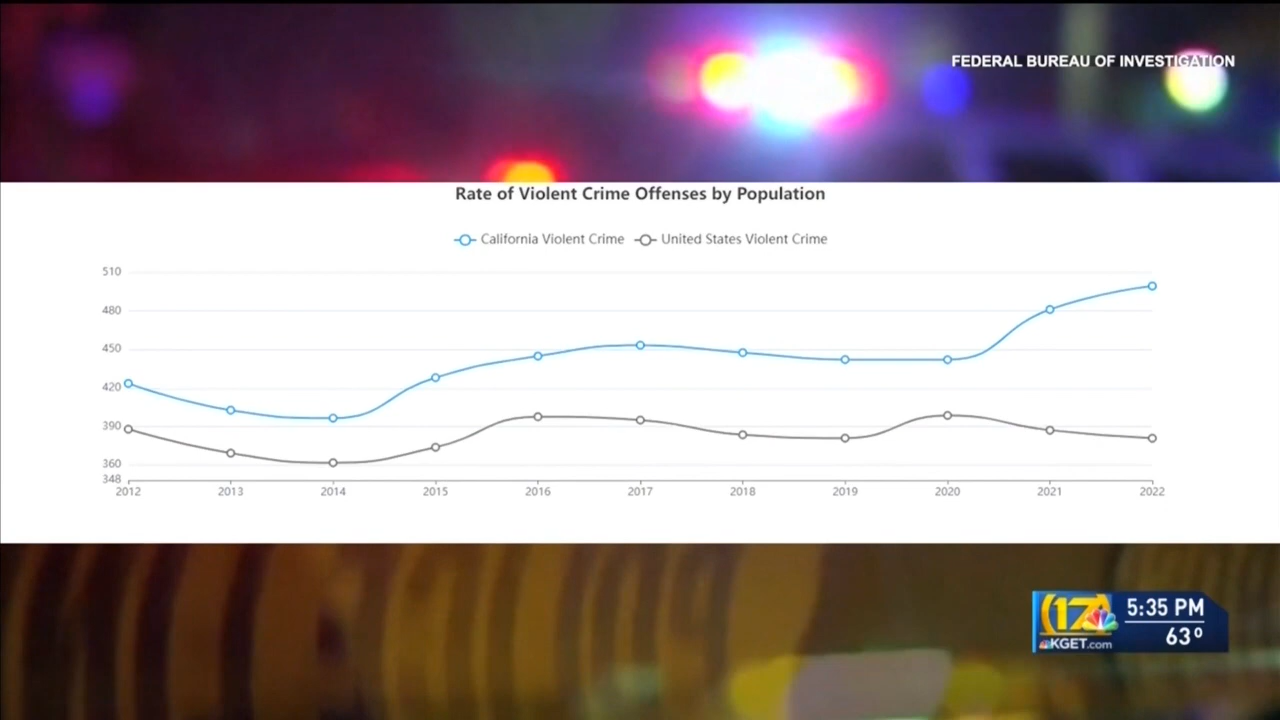 FEDERAL BUREAU OF INVESTIGATION
Rate of Violent Crime Offenses by Population
California Violent Crime United States Violent Crime
510
480
450
420
390
360
348
2012 2013 2014 2015 2016 2017 2018 2019 2020 2021 2022
17 5:35 PM
KGET.com 63°